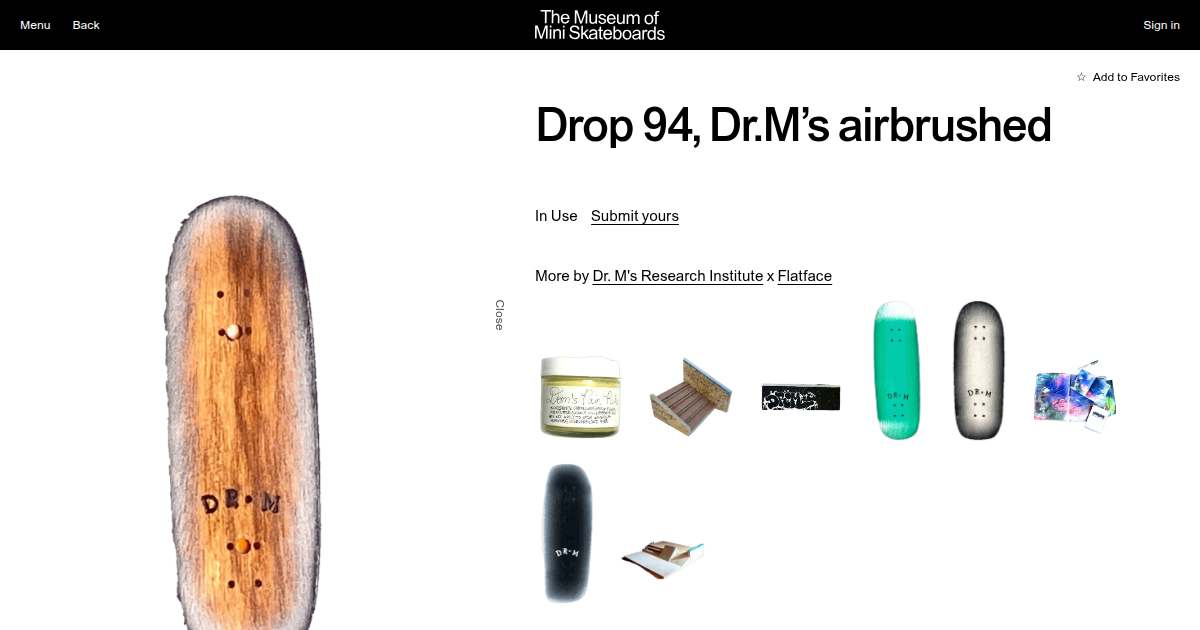 Menu
Back
The Museum of
Mini Skateboards
Sign in
☆ Add to Favorites
Drop 94, Dr.M’s airbrushed
In Use
Submit yours
More by Dr. M's Research Institute x Flatface
Close
DR•M
DR•M
DR•M
DR•M